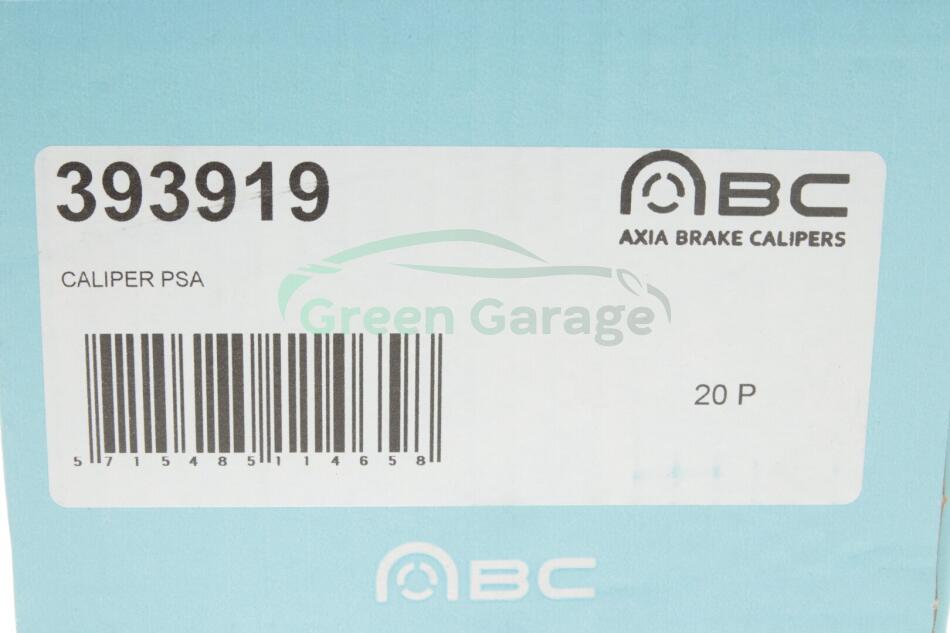 393919
ABC
AXIA BRAKE CALIPERS
CALIPER PSA
Green Garage
20 P
5 715485 114658
ABC